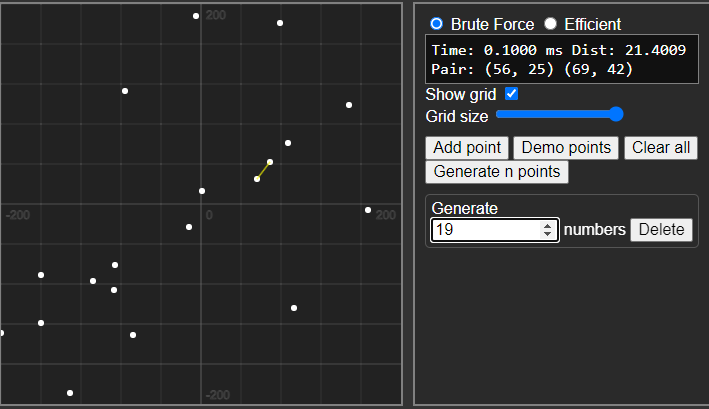 200
-200
0
200
-200
Brute Force Efficient
Time: 0.1000 ms Dist: 21.4009
Pair: (56, 25) (69, 42)
Show grid
Grid size
Add point Demo points Clear all
Generate n points
Generate
19 numbers Delete